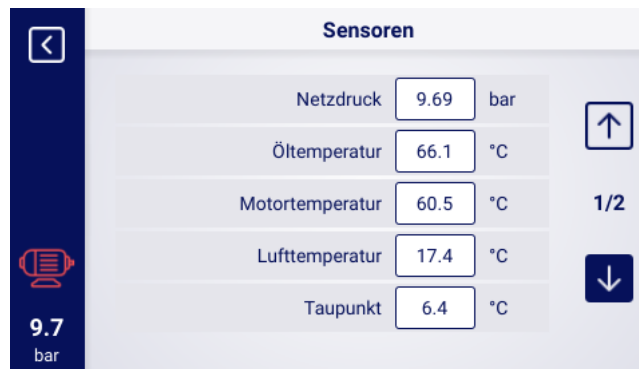 Sensoren
Netzdruck 9.69 bar
Öltemperatur 66.1 °C
Motortemperatur 60.5 °C
1/2
Lufttemperatur 17.4 °C
Taupunkt 6.4 °C
9.7
bar